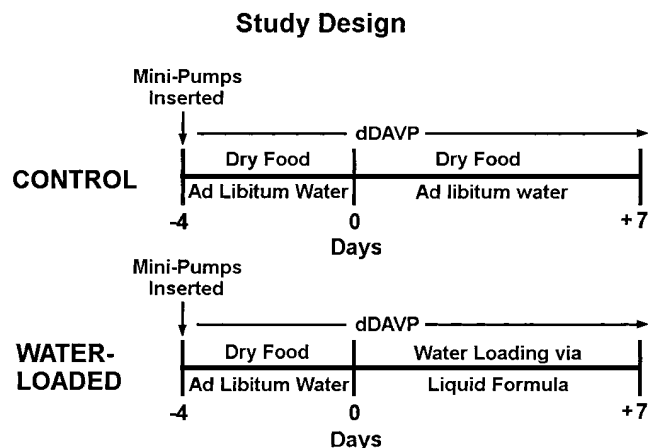 Study Design
Mini-Pumps
Inserted
dDAVP
Dry Food
Dry Food
CONTROL
Ad Libitum Water
Ad libitum water
-4
0
+7
Days
Mini-Pumps
Inserted
dDAVP
WATER-
LOADED
Dry Food
Water Loading via
Ad Libitum Water
Liquid Formula
-4
0
+7
Days